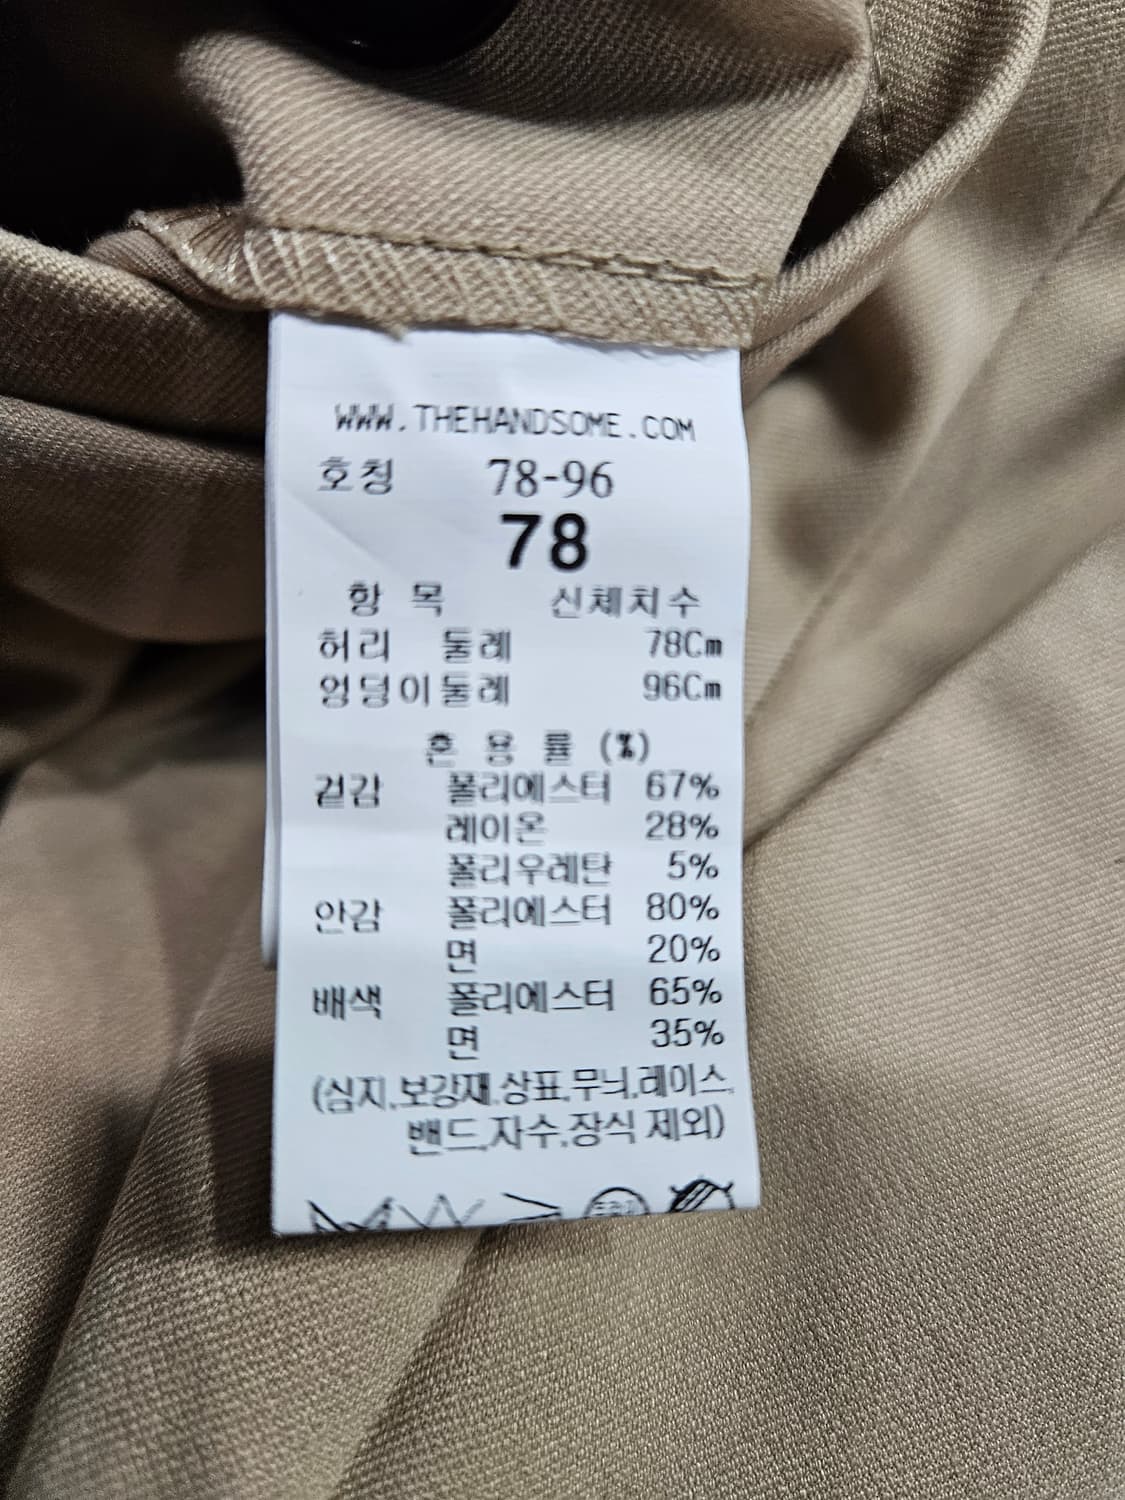 WWW.THEHANDSOME.COM
호칭 78-96
78
항 목 신체치수
허리 둘레 78Cm
엉덩이둘레 96Cm
혼 용 률 (%)
겉감 폴리에스터 67%
레이온 28%
폴리우레탄 5%
안감 폴리에스터 80%
면 20%
배색 폴리에스터 65%
면 35%
(심지,보강재,상표,무늬,레이스,
밴드,자수,장식 제외)